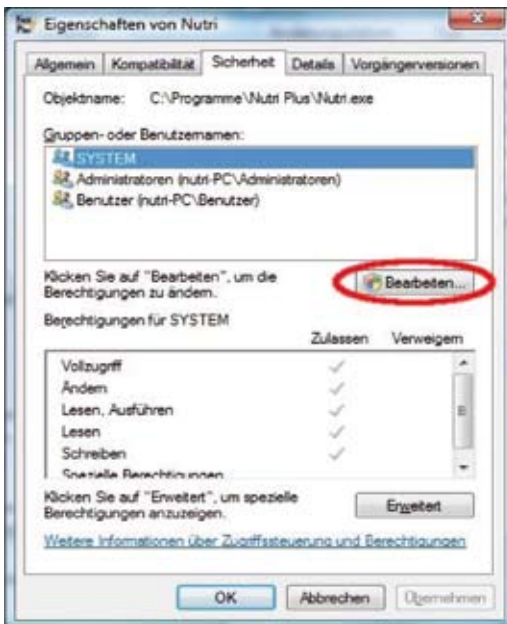 Eigenschaften von Nutri
Allgemein Kompatibilität Sicherheit Details Vorgängerversionen
Objektname: C:\Programme\Nutri Plus\Nutri.exe
Gruppen- oder Benutzernamen:
SYSTEM
Administratoren (nutri-PC\Administratoren)
Benutzer (nutri-PC\Benutzer)
Klicken Sie auf "Bearbeiten", um die
Berechtigungen zu ändern.
Bearbeiten...
Berechtigungen für SYSTEM
Zulassen Verweigern
Vollzugriff
Ändern
Lesen, Ausführen
Lesen
Schreiben
Spezielle Berechtigungen
Klicken Sie auf "Erweitert", um spezielle
Berechtigungen anzuzeigen.
Erweitert
Weitere Informationen über Zugriffssteuerung und Berechtigungen
OK Abbrechen Übernehmen